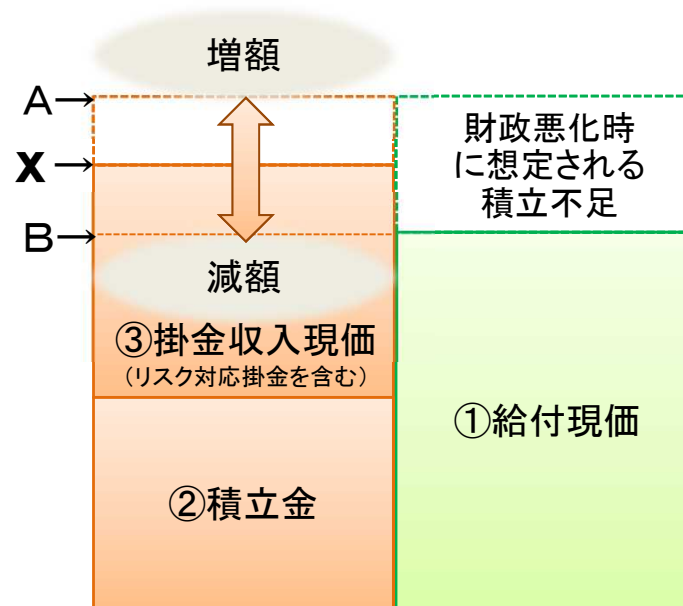 増額
A→
X→
B→
減額
③掛金収入現価
（リスク対応掛金を含む）
②積立金
財政悪化時
に想定される
積立不足
①給付現価